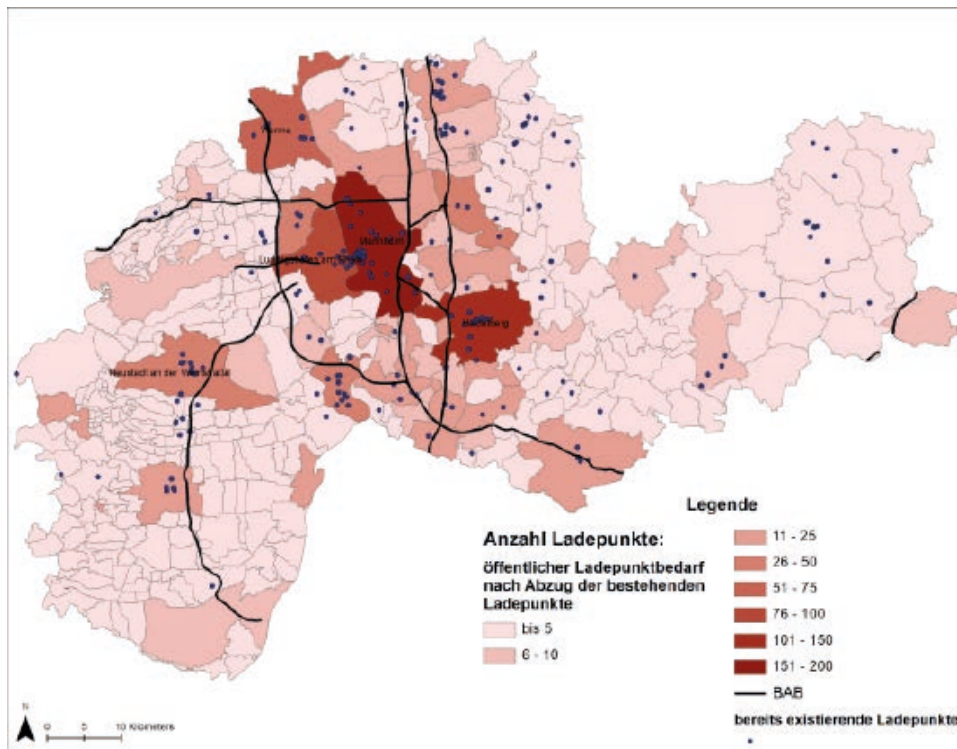 Worms
Mannheim
Ludwigshafen am Rhein
Heidelberg
Neustadt an der Weinstraße
Legende
Anzahl Ladepunkte:
öffentlicher Ladepunktbedarf
nach Abzug der bestehenden
Ladepunkte
bis 5
6 - 10
11 - 25
26 - 50
51 - 75
76 - 100
101 - 150
151 - 200
BAB
bereits existierende Ladepunkte
N
0 5 10 Kilometers